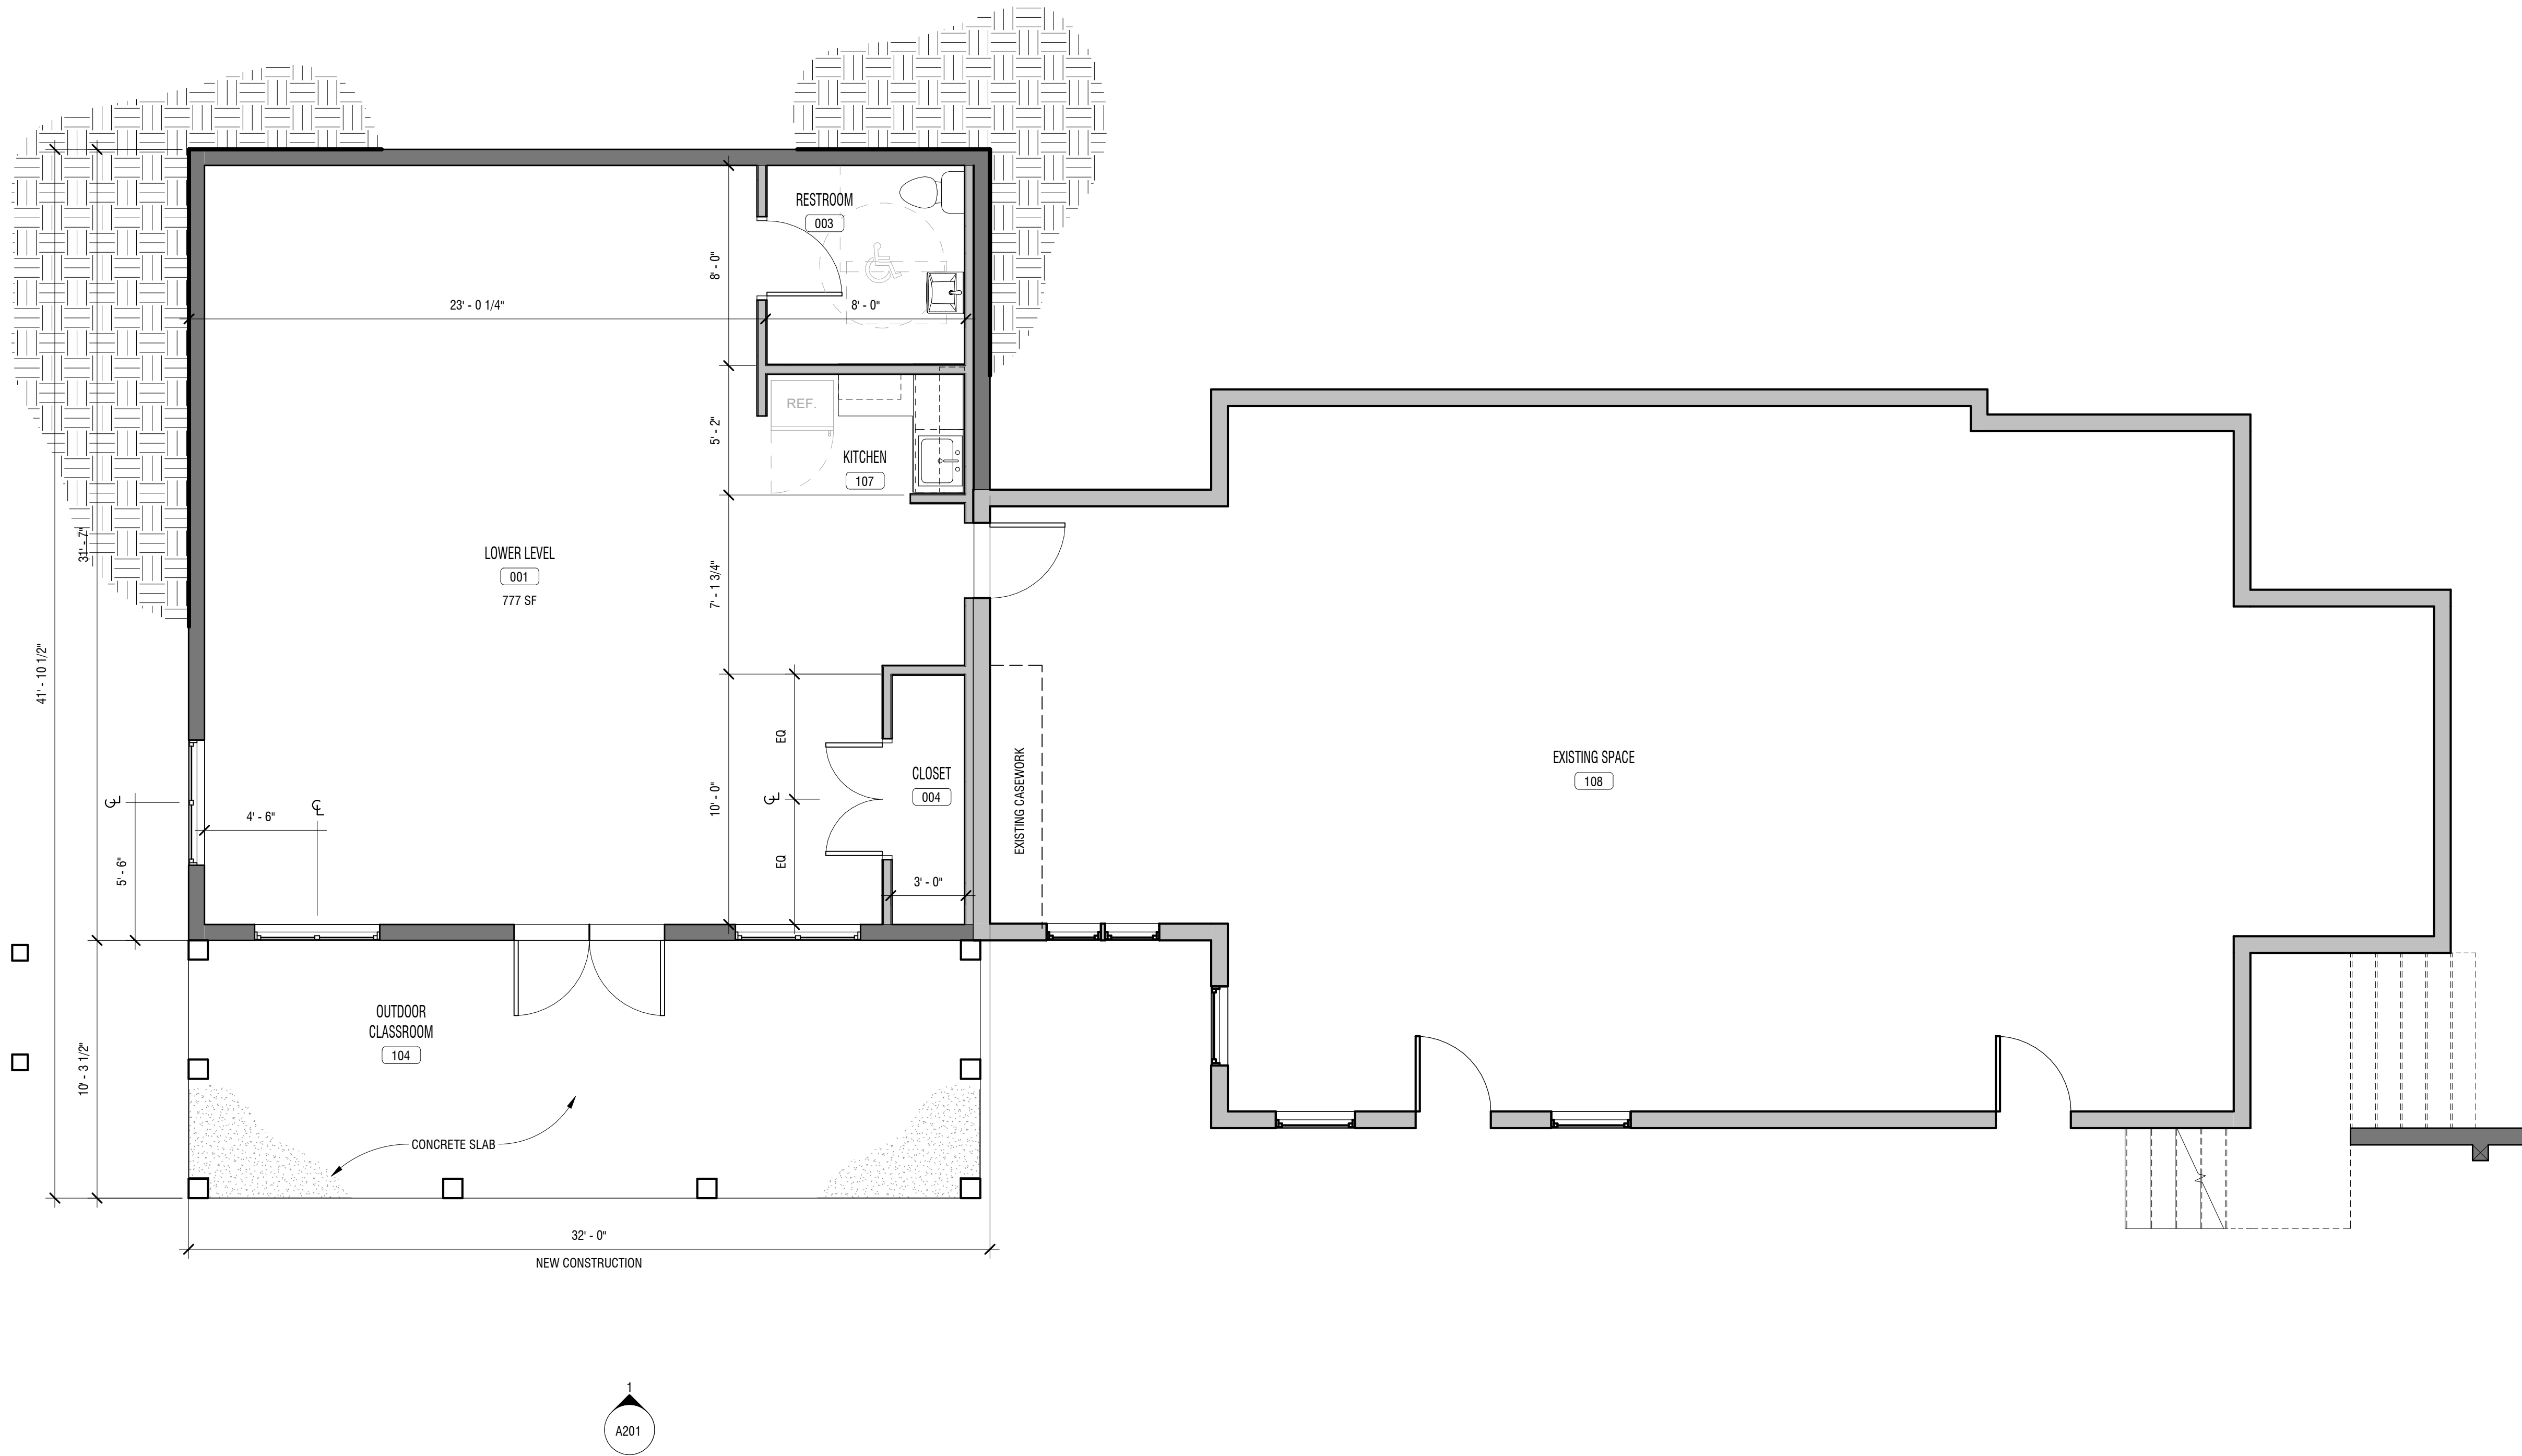 RESTROOM
003
8' - 0"
23' - 0 1/4"
8' - 0"
REF.
5' - 2"
KITCHEN
107
31' - 7"
LOWER LEVEL
001
777 SF
7' - 1 3/4"
41' - 10 1/2"
EQ
CLOSET
004
EXISTING CASEWORK
EXISTING SPACE
108
CL
CL
CL
4' - 6"
10' - 0"
5' - 6"
EQ
3' - 0"
OUTDOOR
CLASSROOM
104
10' - 3 1/2"
CONCRETE SLAB
32' - 0"
NEW CONSTRUCTION
1
A201